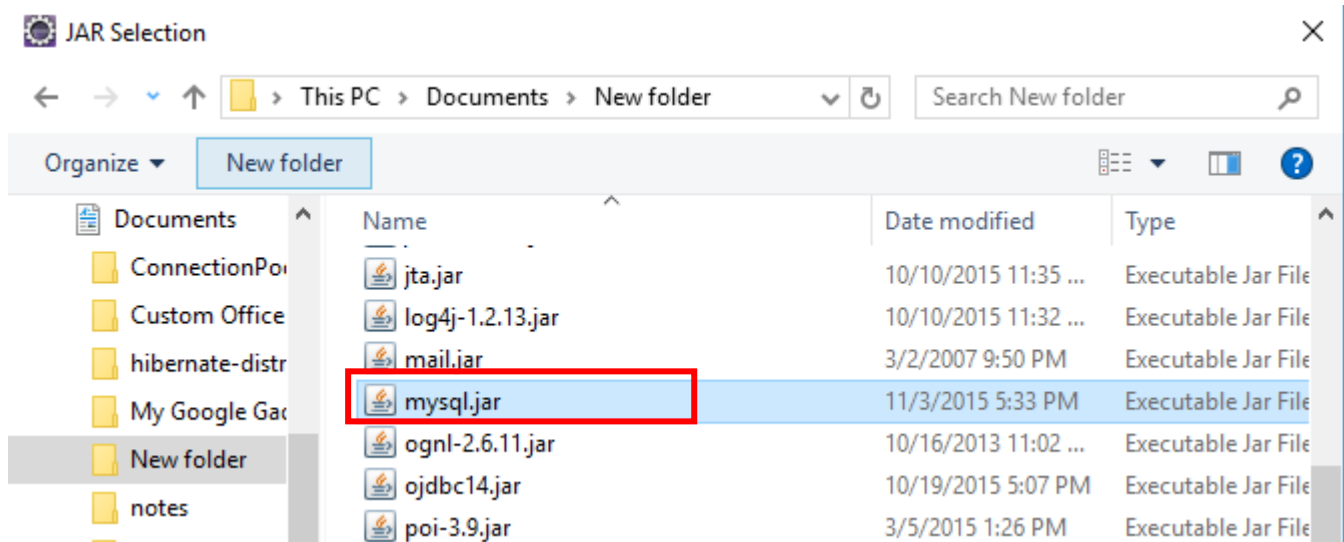 JAR Selection
This PC > Documents > New folder
Search New folder
Organize
New folder
Documents
Name
Date modified
Type
ConnectionPo
jta.jar
10/10/2015 11:35 ...
Executable Jar File
Custom Office
log4j-1.2.13.jar
10/10/2015 11:32 ...
Executable Jar File
hibernate-distr
mail.jar
3/2/2007 9:50 PM
Executable Jar File
My Google Gad
mysql.jar
11/3/2015 5:33 PM
Executable Jar File
New folder
ognl-2.6.11.jar
10/16/2013 11:02 ...
Executable Jar File
ojdbc14.jar
10/19/2015 5:07 PM
Executable Jar File
notes
poi-3.9.jar
3/5/2015 1:26 PM
Executable Jar File